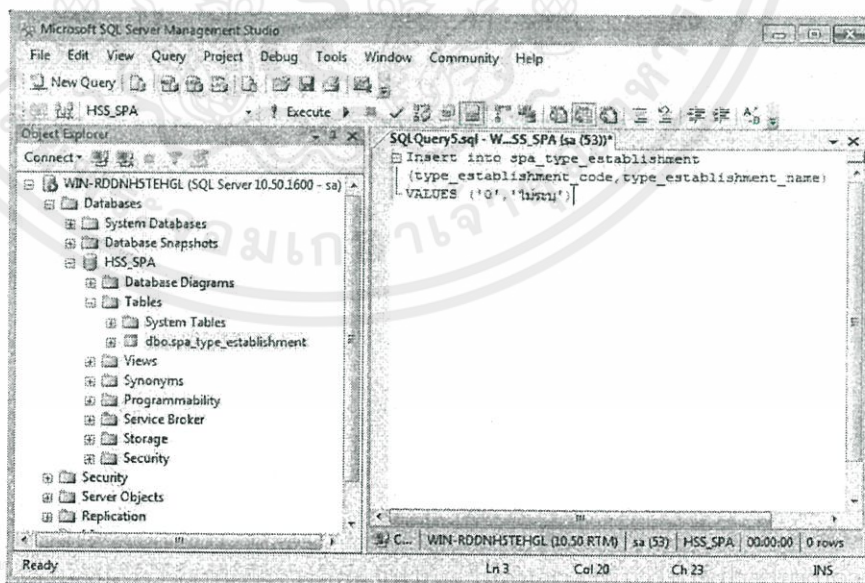 Microsoft SQL Server Management Studio
File Edit View Query Project Debug Tools Window Community Help
New Query
HSS_SPA Execute
Object Explorer
Connect
WIN-RDDNH5TEHGL (SQL Server 10.50.1600 - sa)
Databases
System Databases
Database Snapshots
HSS_SPA
Database Diagrams
Tables
System Tables
dbo.spa_type_establishment
Views
Synonyms
Programmability
Service Broker
Storage
Security
Security
Server Objects
Replication
SQLQuery5.sql - W...SS_SPA (sa (53))*
Insert into spa_type_establishment
(type_establishment_code,type_establishment_name)
VALUES ('0','ไม่ระบุ')
C... WIN-RDDNH5TEHGL (10.50 RTM) sa (53) HSS_SPA 00:00:00 0 rows
Ready Ln 3 Col 20 Ch 23 INS